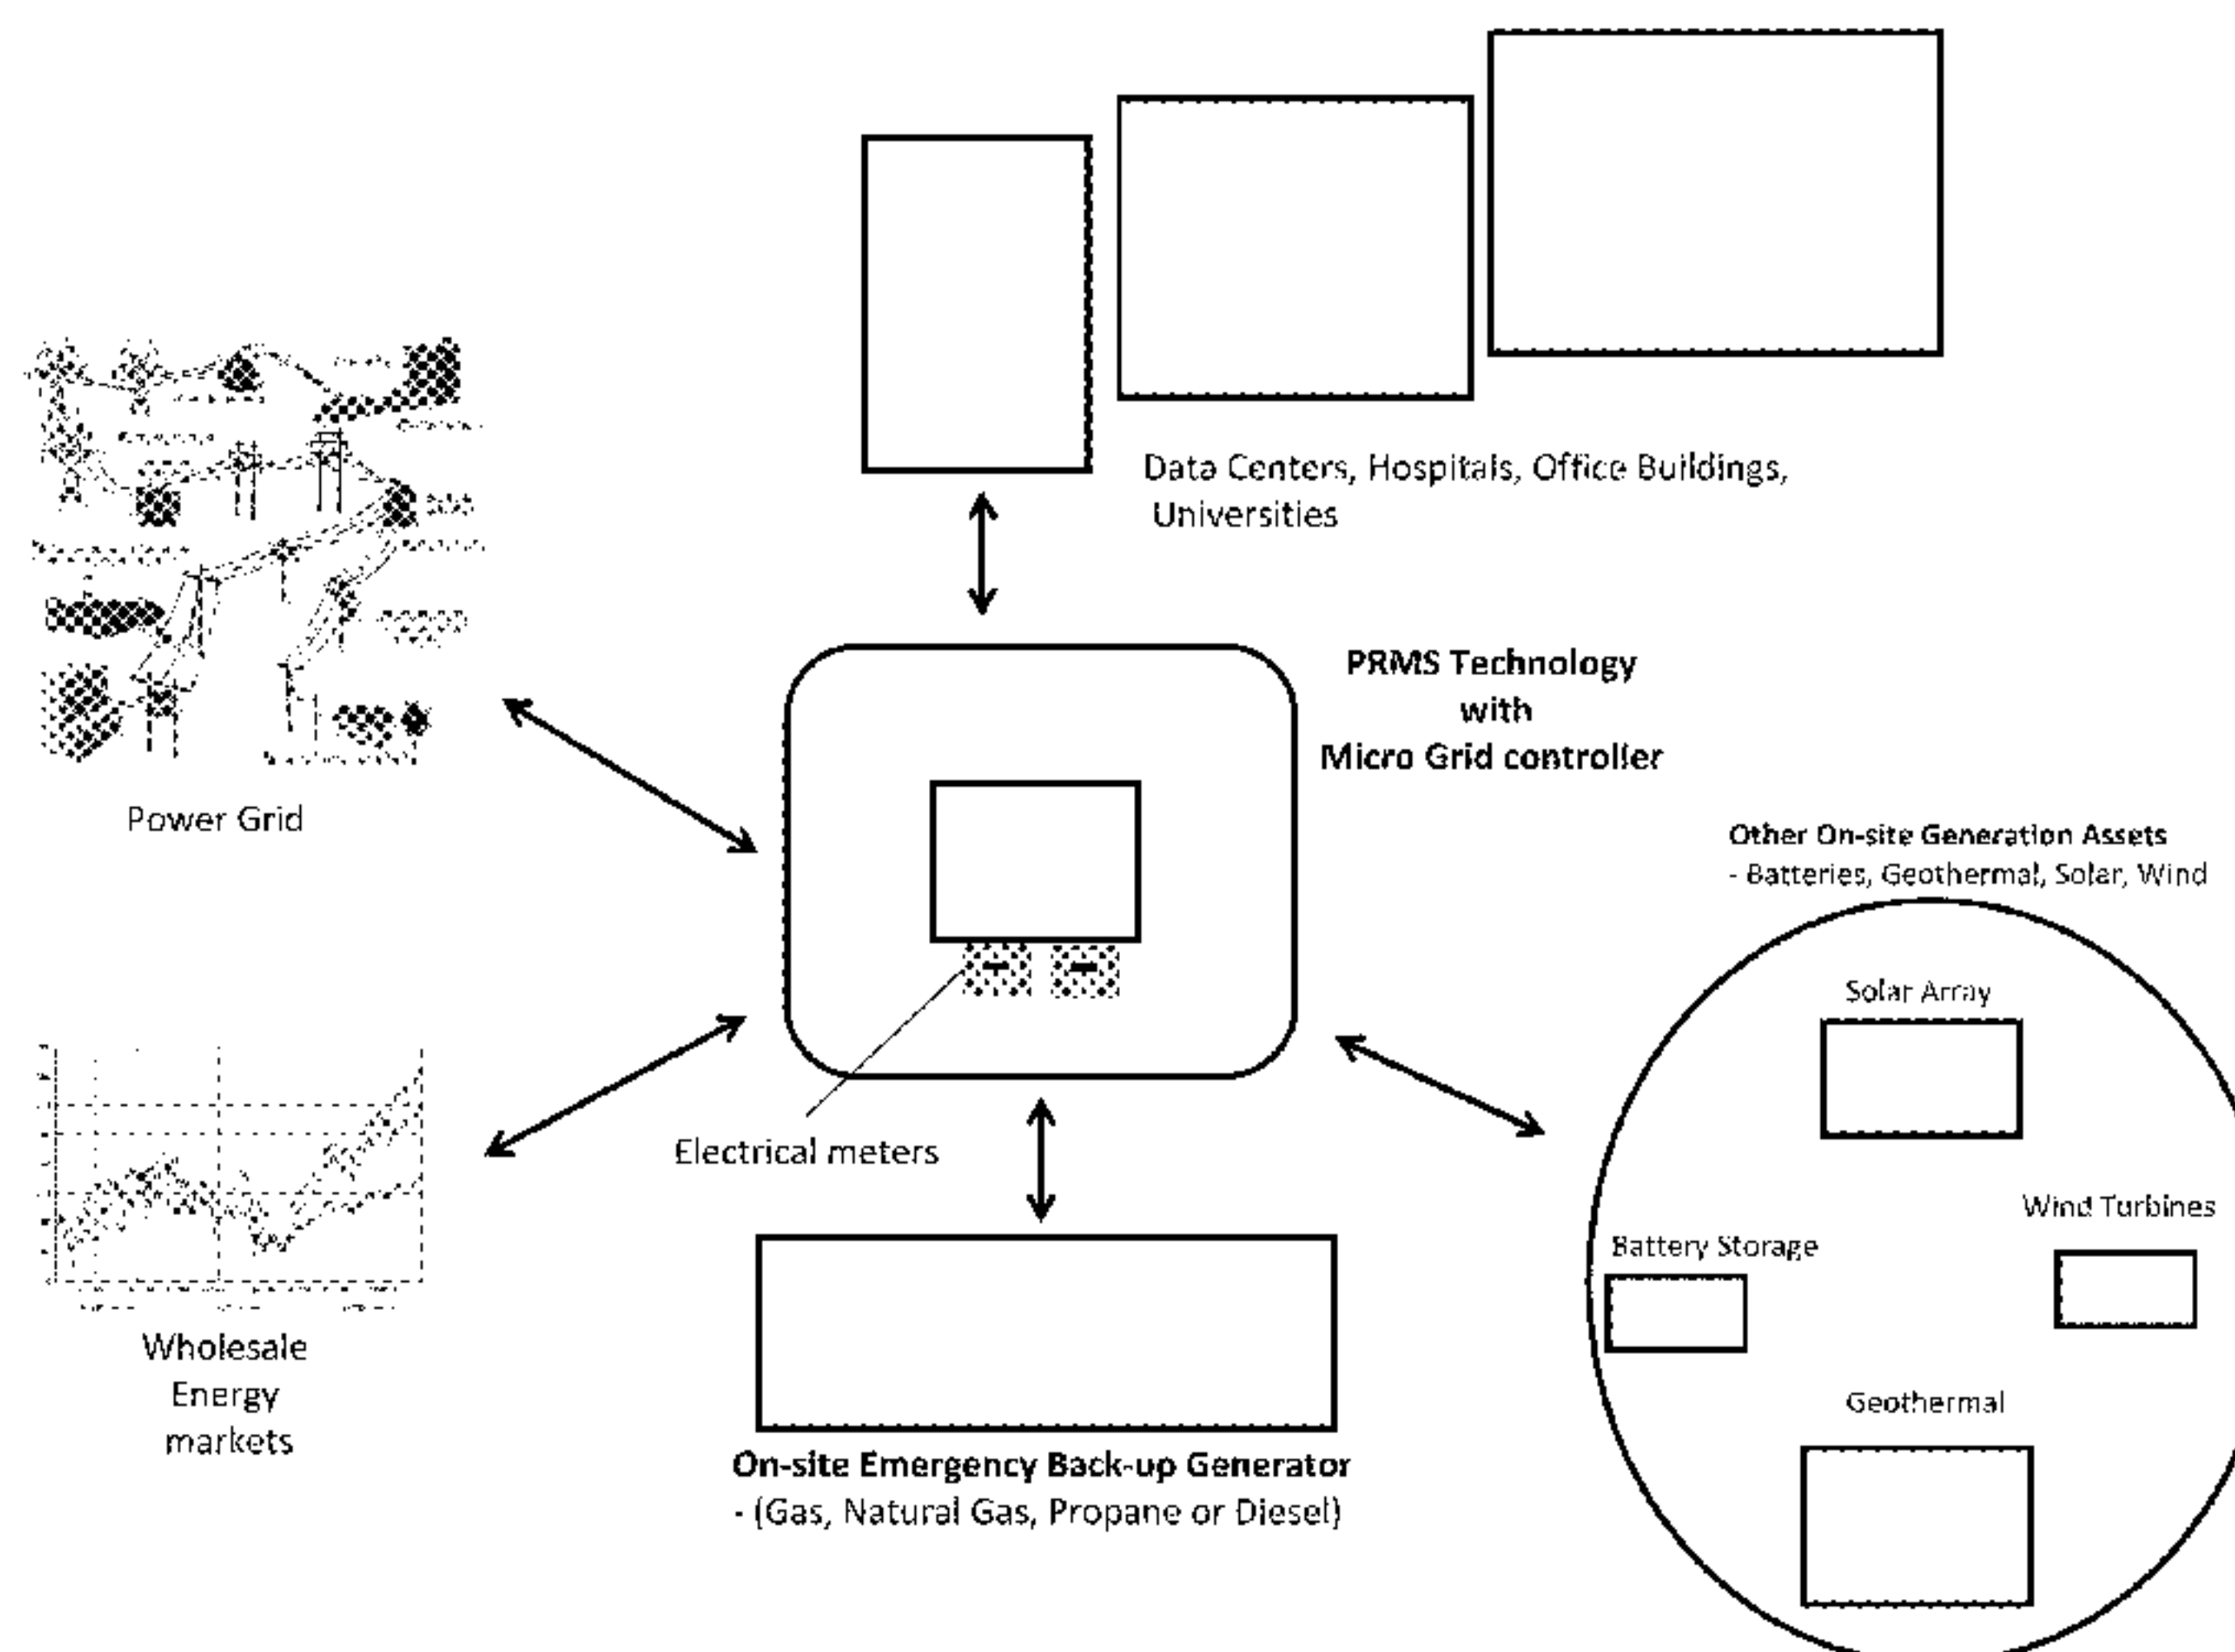 Data Centers, Hospitals, Office Buildings,
Universities
PRMS Technology
with
Micro Grid controller
Power Grid
Other On-site Generation Assets
- Batteries, Geothermal, Solar, Wind
Solar Array
Electrical meters
Wind Turbines
Battery Storage
Wholesale
Energy
markets
Geothermal
On-site Emergency Back-up Generator
- (Gas, Natural Gas, Propane or Diesel)